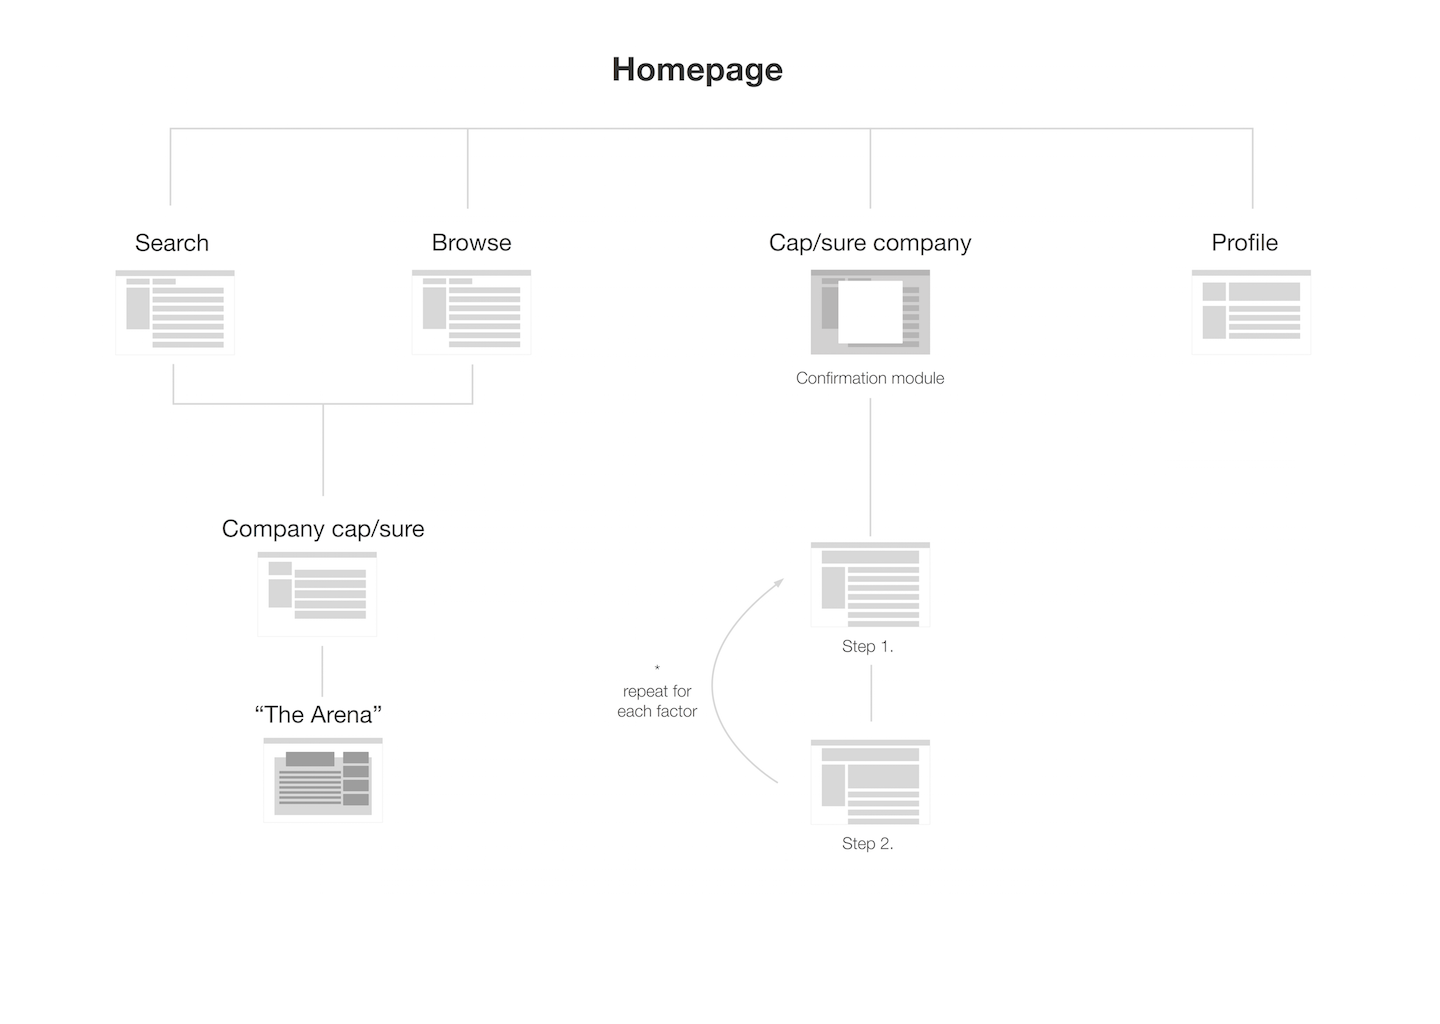 Homepage
Search
Browse
Cap/sure company
Profile
Confirmation module
Company cap/sure
Step 1.
*
repeat for
each factor
“The Arena”
Step 2.